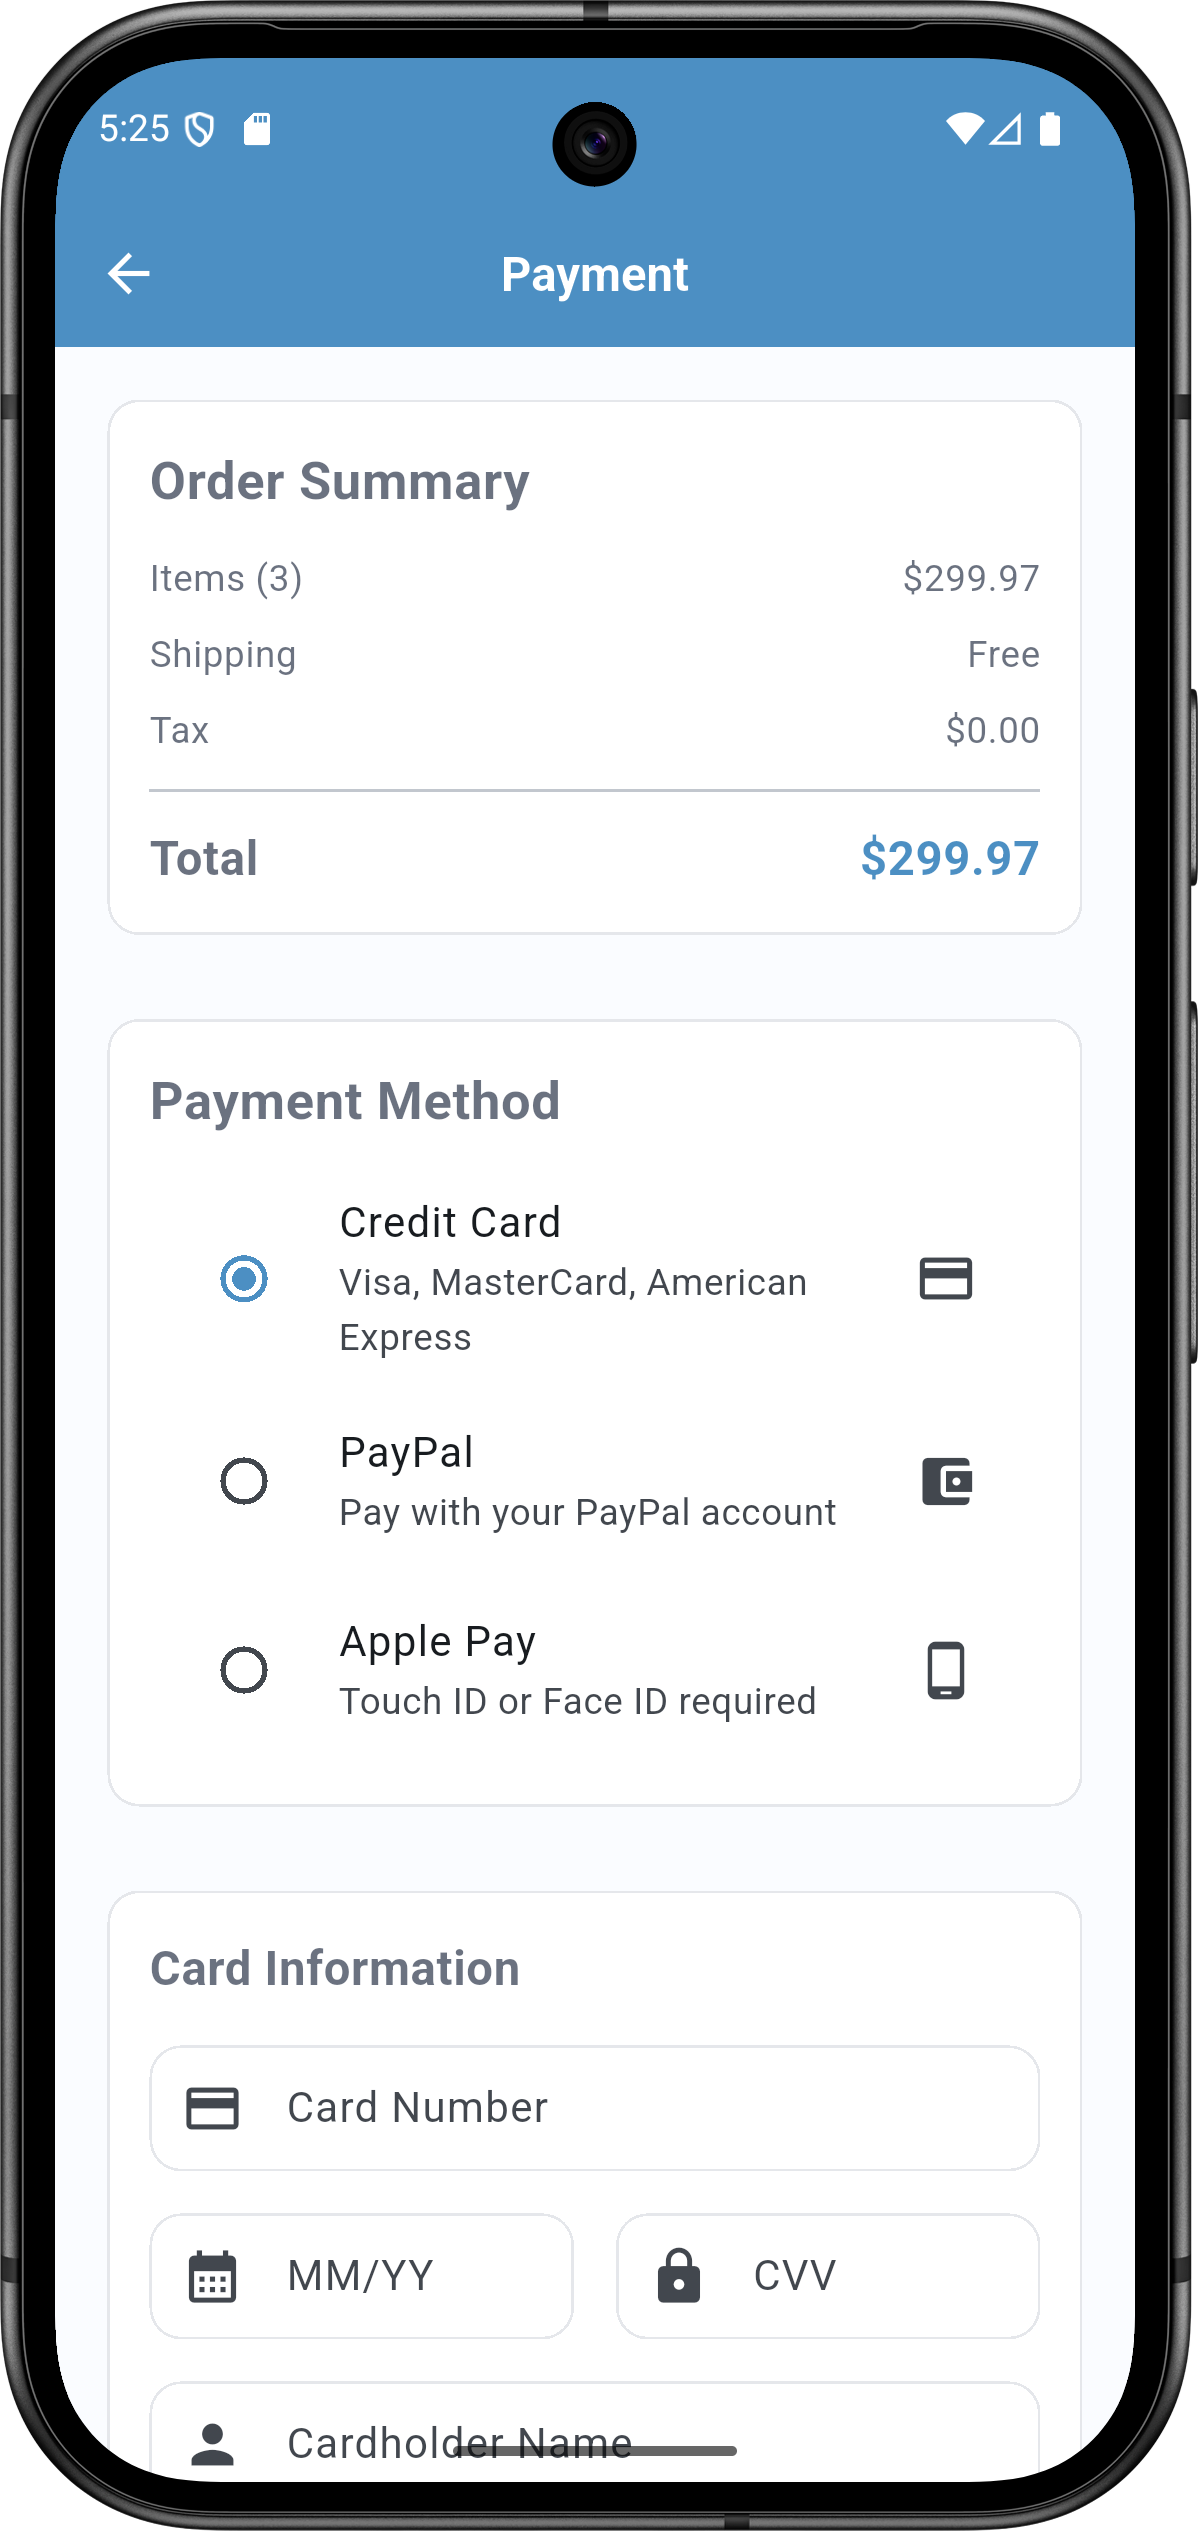 5:25
Payment
Order Summary
Items (3) $299.97
Shipping Free
Tax $0.00
Total $299.97
Payment Method
Credit Card
Visa, MasterCard, American
Express
PayPal
Pay with your PayPal account
Apple Pay
Touch ID or Face ID required
Card Information
Card Number
MM/YY CVV
Cardholder Name